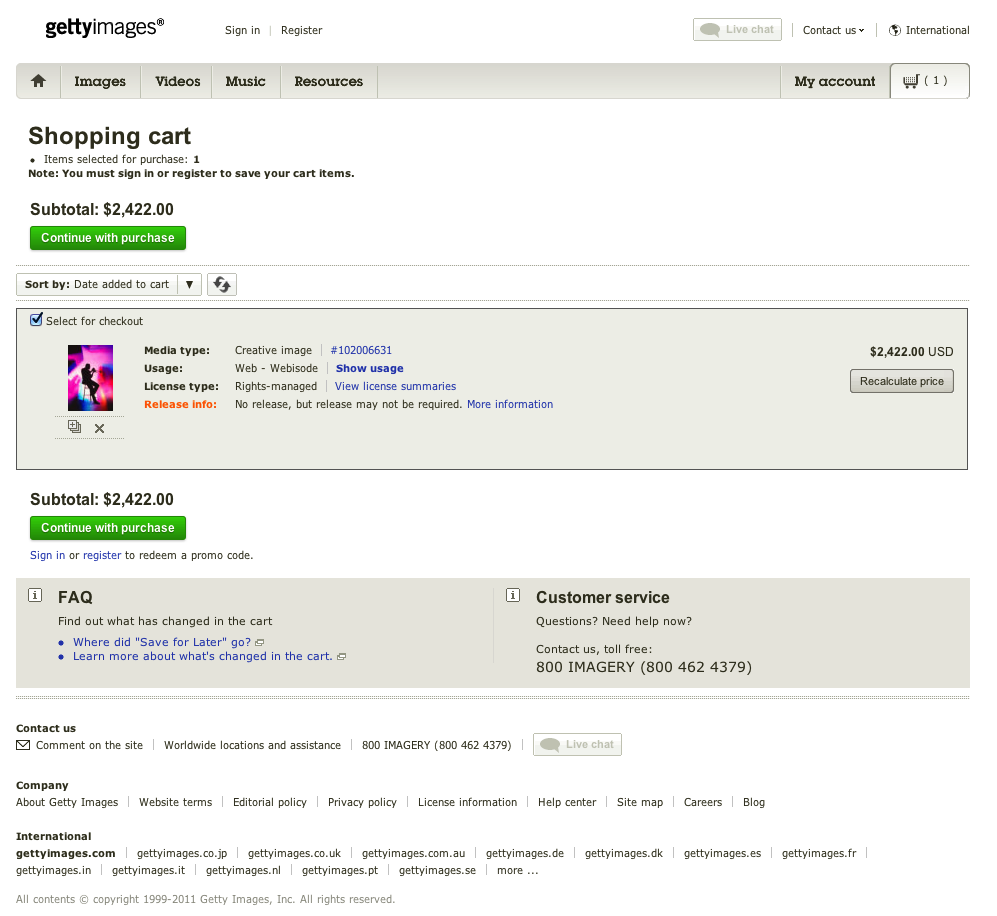 gettyimages®
Sign in | Register
Live chat | Contact us | International
Images Videos Music Resources My account ( 1 )
Shopping cart
• Items selected for purchase: 1
Note: You must sign in or register to save your cart items.
Subtotal: $2,422.00
Continue with purchase
Sort by: Date added to cart ▼
Select for checkout
Media type: Creative image | #102006631 $2,422.00 USD
Usage: Web - Webisode | Show usage
Recalculate price
License type: Rights-managed | View license summaries
Release info: No release, but release may not be required. More information
Subtotal: $2,422.00
Continue with purchase
Sign in or register to redeem a promo code.
FAQ
Find out what has changed in the cart
• Where did "Save for Later" go?
• Learn more about what's changed in the cart.
Customer service
Questions? Need help now?
Contact us, toll free:
800 IMAGERY (800 462 4379)
Contact us
Comment on the site | Worldwide locations and assistance | 800 IMAGERY (800 462 4379) | Live chat
Company
About Getty Images | Website terms | Editorial policy | Privacy policy | License information | Help center | Site map | Careers | Blog
International
gettyimages.com | gettyimages.co.jp | gettyimages.co.uk | gettyimages.com.au | gettyimages.de | gettyimages.dk | gettyimages.es | gettyimages.fr |
gettyimages.in | gettyimages.it | gettyimages.nl | gettyimages.pt | gettyimages.se | more ...
All contents © copyright 1999-2011 Getty Images, Inc. All rights reserved.